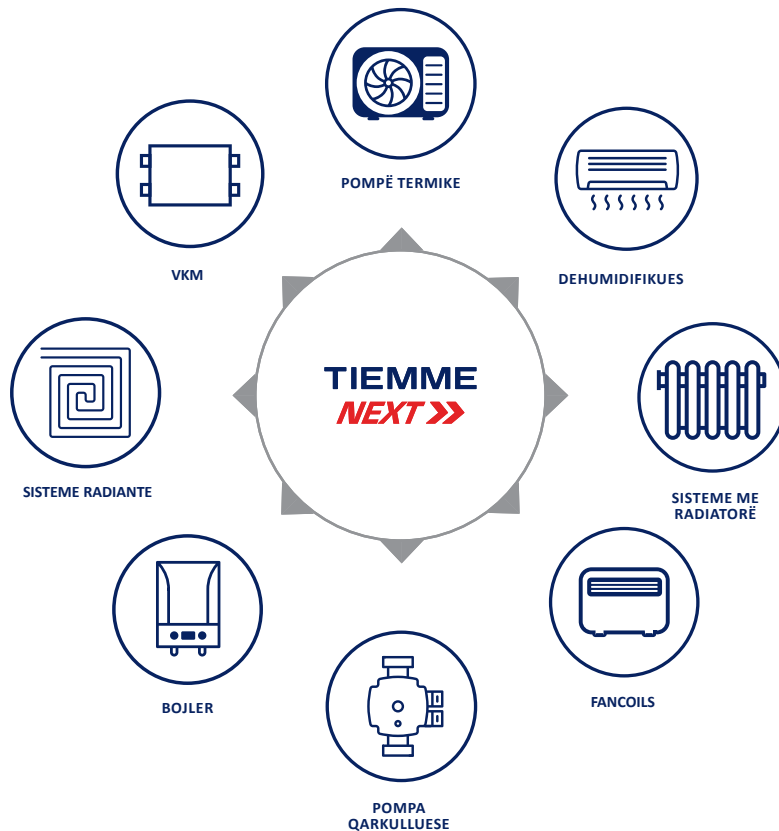 POMPË TERMIKE
VKM
DEHUMIDIFIKUES
TIEMME
NEXT
SISTEME RADIANTE
SISTEME ME
RADIATORË
BOJLER
FANCOILS
POMPA
QARKULLUESE